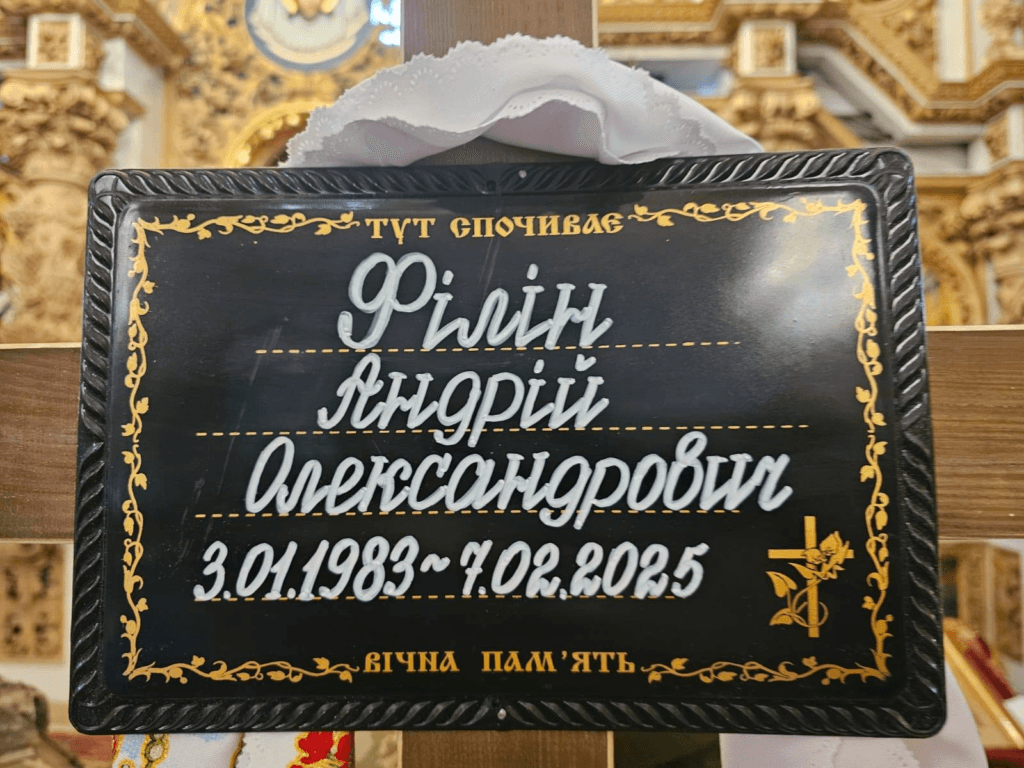 ТУТ СПОЧИВАЄ
Філін
Андрій
Олександрович
3.01.1983~7.02.2025
ВІЧНА ПАМ'ЯТЬ